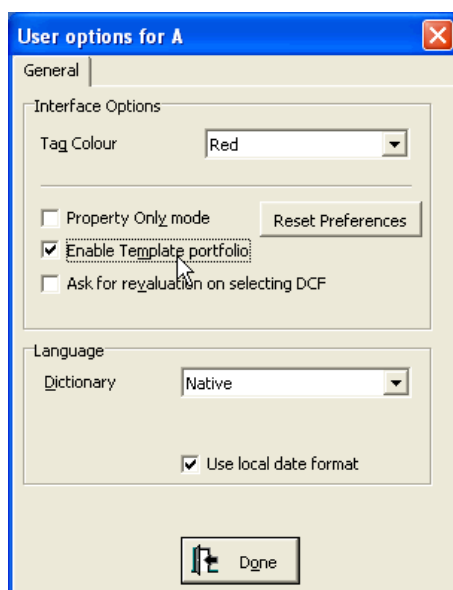 User options for A
General
Interface Options
Tag Colour Red
Property Only mode Reset Preferences
Enable Template portfolio
Ask for revaluation on selecting DCF
Language
Dictionary Native
Use local date format
Done